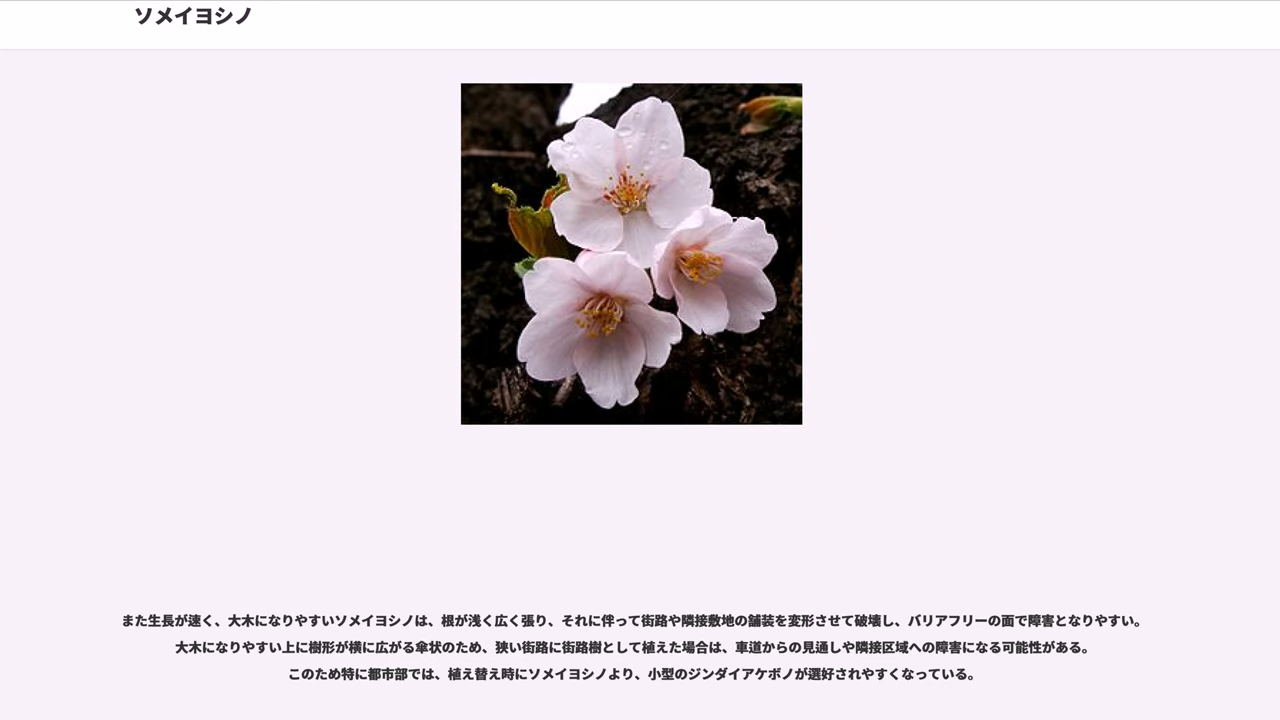 ソメイヨシノ
また生長が速く、大木になりやすいソメイヨシノは、根が浅く広く張り、それに伴って街路や隣接敷地の舗装を変形させて破壊し、バリアフリーの面で障害となりやすい。
大木になりやすい上に樹形が横に広がる傘状のため、狭い街路に街路樹として植えた場合は、車道からの見通しや隣接区域への障害になる可能性がある。
このため特に都市部では、植え替え時にソメイヨシノより、小型のジンダイアケボノが選好されやすくなっている。